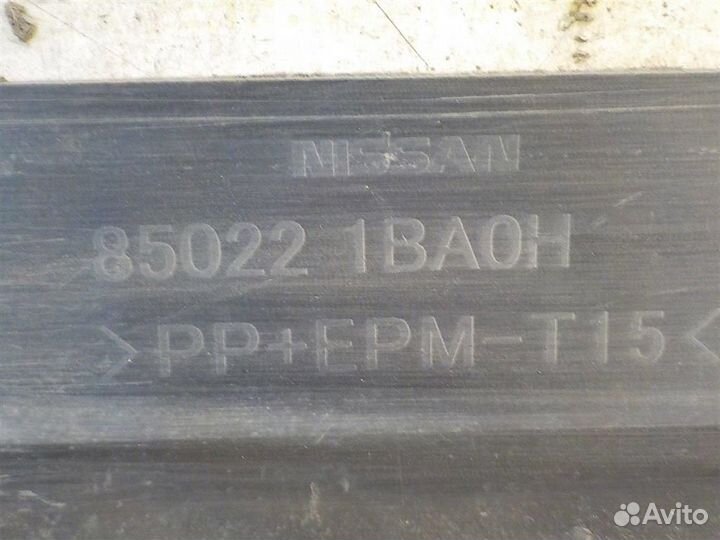 NISSAN
85022 1BA0H
>PP+EPM-T15<
Avito